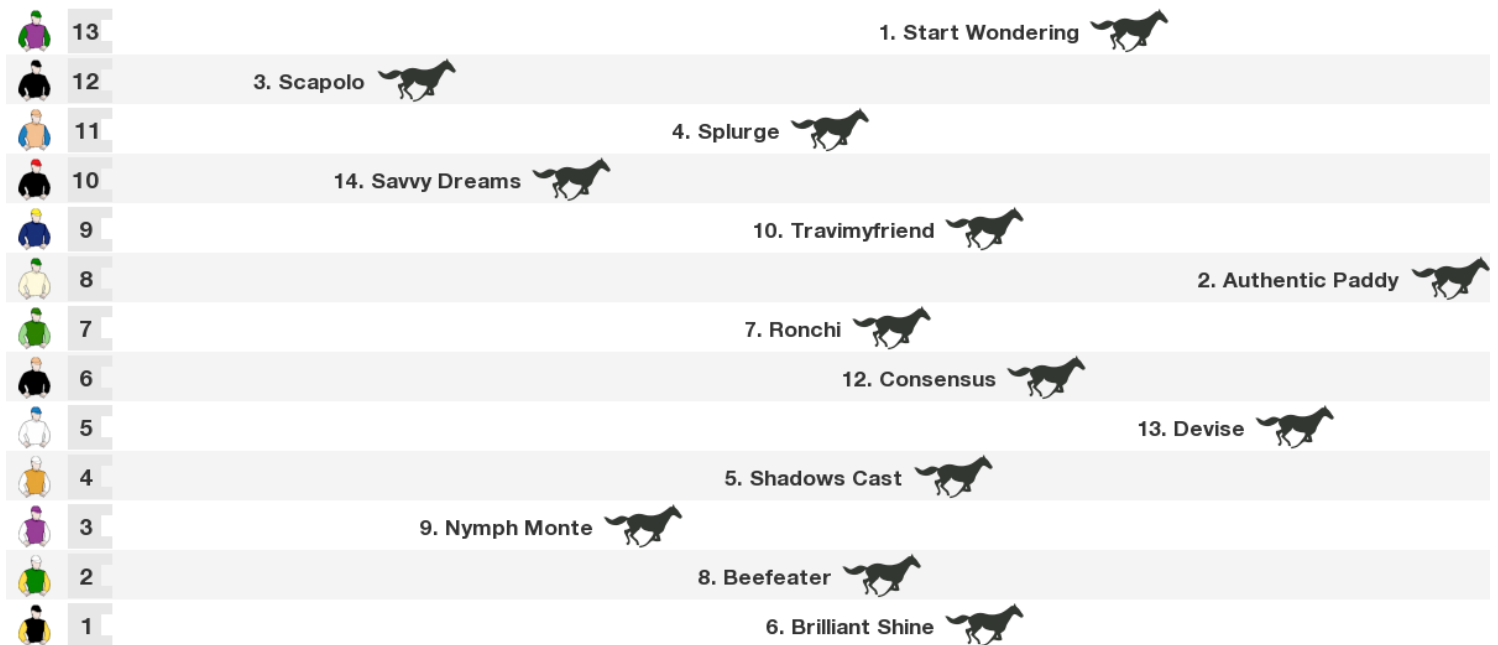 13 1. Start Wondering
12 3. Scapolo
11 4. Splurge
10 14. Savvy Dreams
9 10. Travimyfriend
8 2. Authentic Paddy
7 7. Ronchi
6 12. Consensus
5 13. Devise
4 5. Shadows Cast
3 9. Nymph Monte
2 8. Beefeater
1 6. Brilliant Shine